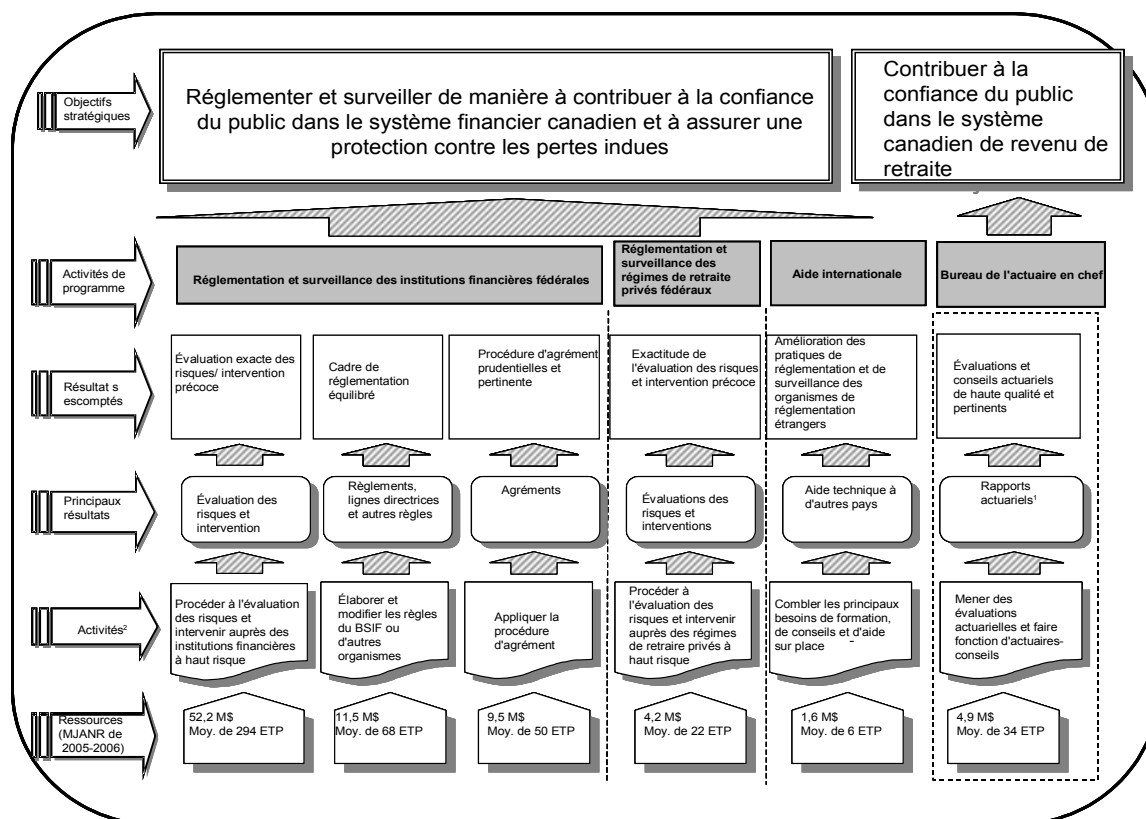 Objectifs
stratégiques
Réglementer et surveiller de manière à contribuer à la confiance
du public dans le système financier canadien et à assurer une
protection contre les pertes indues
Contribuer à la
confiance du public
dans le système
canadien de revenu de
retraite
Activités de
programme
Réglementation et surveillance des institutions financières fédérales
Réglementation et
surveillance des
régimes de retraite
privés fédéraux
Aide internationale
Bureau de l'actuaire en chef
Résultat s
escomptés
Évaluation exacte des
risques/ intervention
précoce
Cadre de
réglementation
équilibré
Procédure d'agrément
prudentielles et
pertinente
Exactitude de
l'évaluation des risques
et intervention précoce
Amélioration des
pratiques de
réglementation et de
surveillance des
organismes de
réglementation
étrangers
Évaluations et
conseils actuariels
de haute qualité et
pertinents
Principaux
résultats
Évaluation des
risques et
intervention
Règlements,
lignes directrices
et autres règles
Agréments
Évaluations des
risques et
interventions
Aide technique à
d'autres pays
Rapports
actuariels¹
Activités²
Procéder à l'évaluation
des risques et
intervenir auprès des
institutions financières
à haut risque
Élaborer et
modifier les règles
du BSIF ou
d'autres
organismes
Appliquer la
procédure
d'agrément
Procéder à
l'évaluation des
risques et intervenir
auprès des régimes
de retraire privés à
haut risque
Combler les principaux
besoins de formation,
de conseils et d'aide
sur place
Mener des
évaluations
actuarielles et faire
fonction d'actuaires-
conseils
Ressources
(MJANR de
2005-2006)
52,2 M$
Moy. de 294 ETP
11,5 M$
Moy. de 68 ETP
9,5 M$
Moy. de 50 ETP
4,2 M$
Moy. de 22 ETP
1,6 M$
Moy. de 6 ETP
4,9 M$
Moy. de 34 ETP